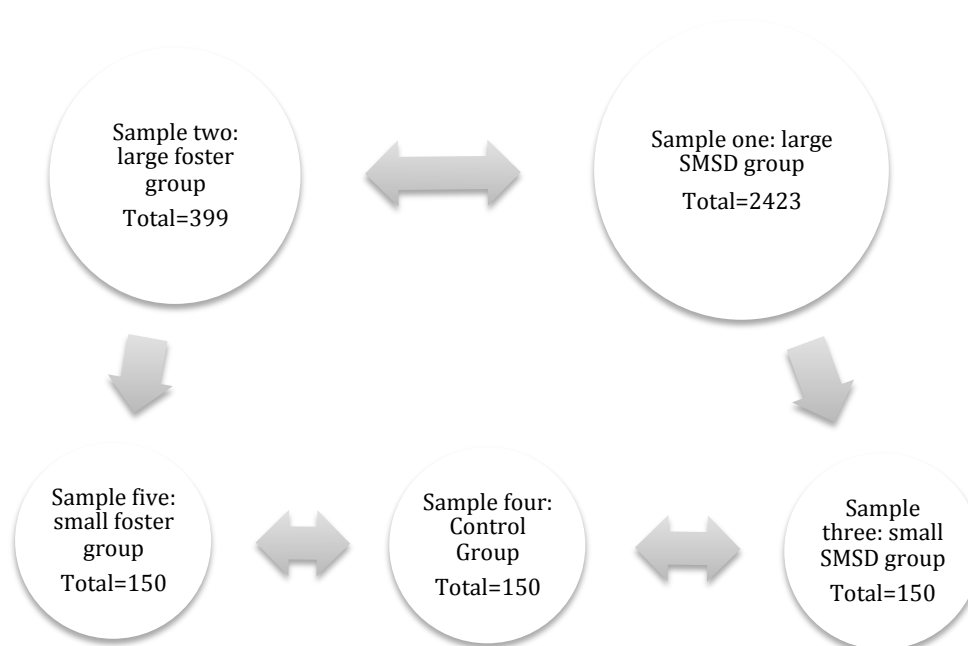 Sample two:
large foster
group
Total=399
Sample one: large
SMSD group
Total=2423
Sample five:
small foster
group
Total=150
Sample four:
Control
Group
Total=150
Sample
three: small
SMSD group
Total=150